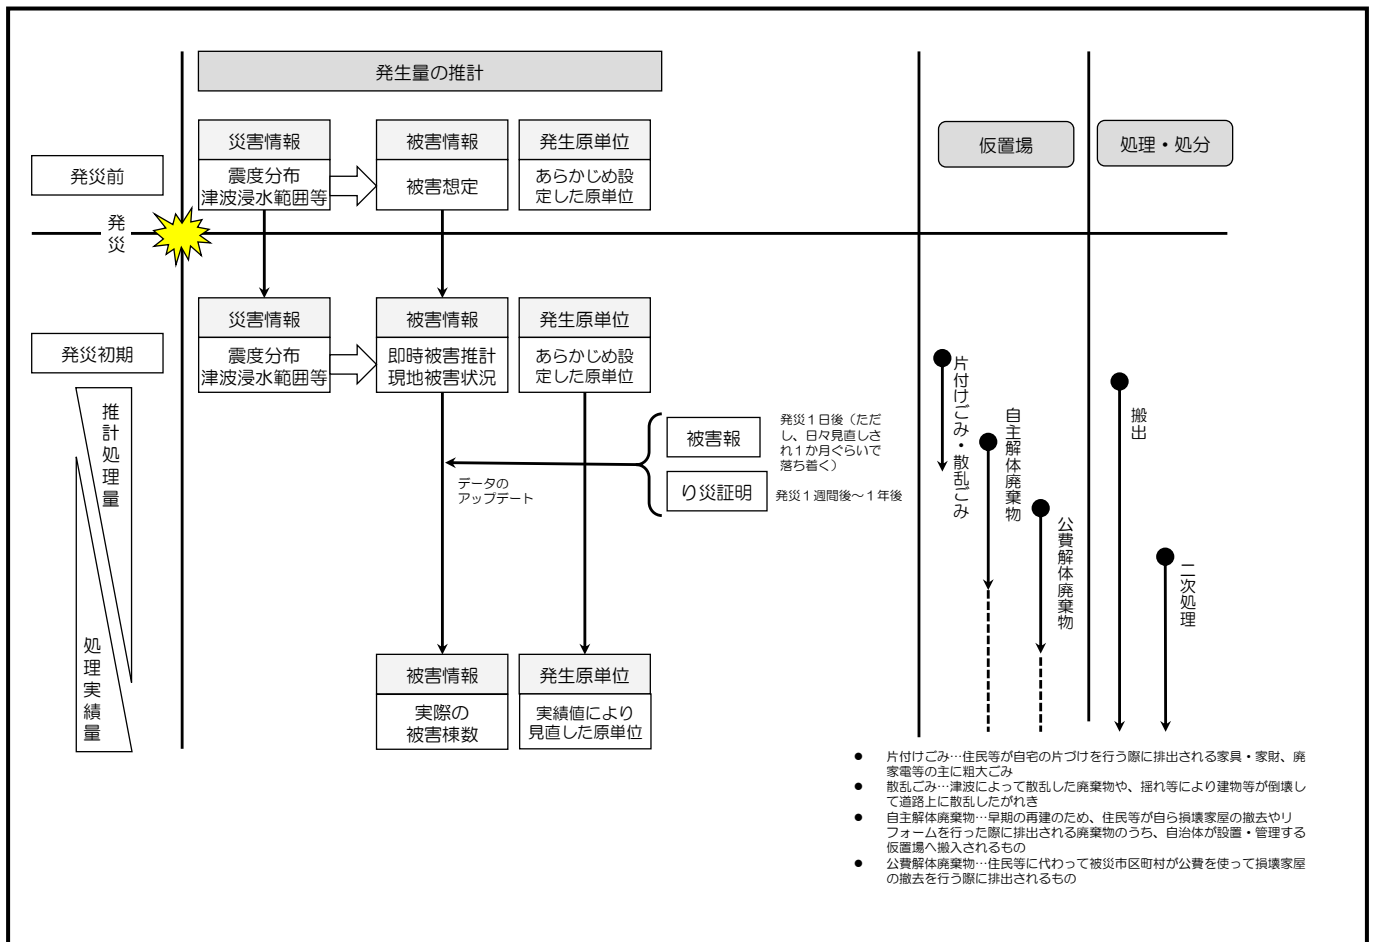 発生量の推計
仮置場
処理・処分
発災前
災害情報
震度分布
津波浸水範囲等
被害情報
被害想定
発生原単位
あらかじめ設
定した原単位
発災
発災初期
災害情報
震度分布
津波浸水範囲等
被害情報
即時被害推計
現地被害状況
発生原単位
あらかじめ設
定した原単位
推計処理量
処理実績量
データの
アップデート
被害報
発災１日後（ただ
し、日々見直しさ
れ１か月ぐらいで
落ち着く）
り災証明
発災１週間後～１年後
被害情報
実際の
被害棟数
発生原単位
実績値により
見直した原単位
片付けごみ・散乱ごみ
自主解体廃棄物
公費解体廃棄物
搬出
二次処理
● 片付けごみ…住民等が自宅の片づけを行う際に排出される家具・家財、廃
家電等の主に粗大ごみ
● 散乱ごみ…津波によって散乱した廃棄物や、揺れ等により建物等が倒壊し
て道路上に散乱したがれき
● 自主解体廃棄物…早期の再建のため、住民等が自ら損壊家屋の撤去やリ
フォームを行った際に排出される廃棄物のうち、自治体が設置・管理する
仮置場へ搬入されるもの
● 公費解体廃棄物…住民等に代わって被災市区町村が公費を使って損壊家屋
の撤去を行う際に排出されるもの